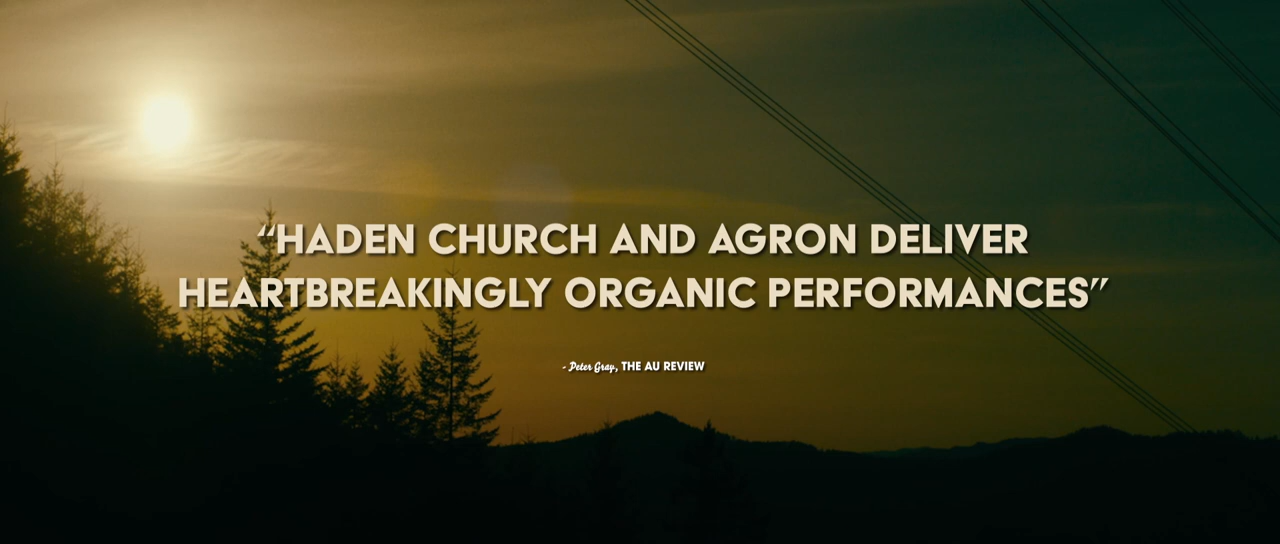 “HADEN CHURCH AND AGRON DELIVER
HEARTBREAKINGLY ORGANIC PERFORMANCES”
- Peter Gray, THE AU REVIEW